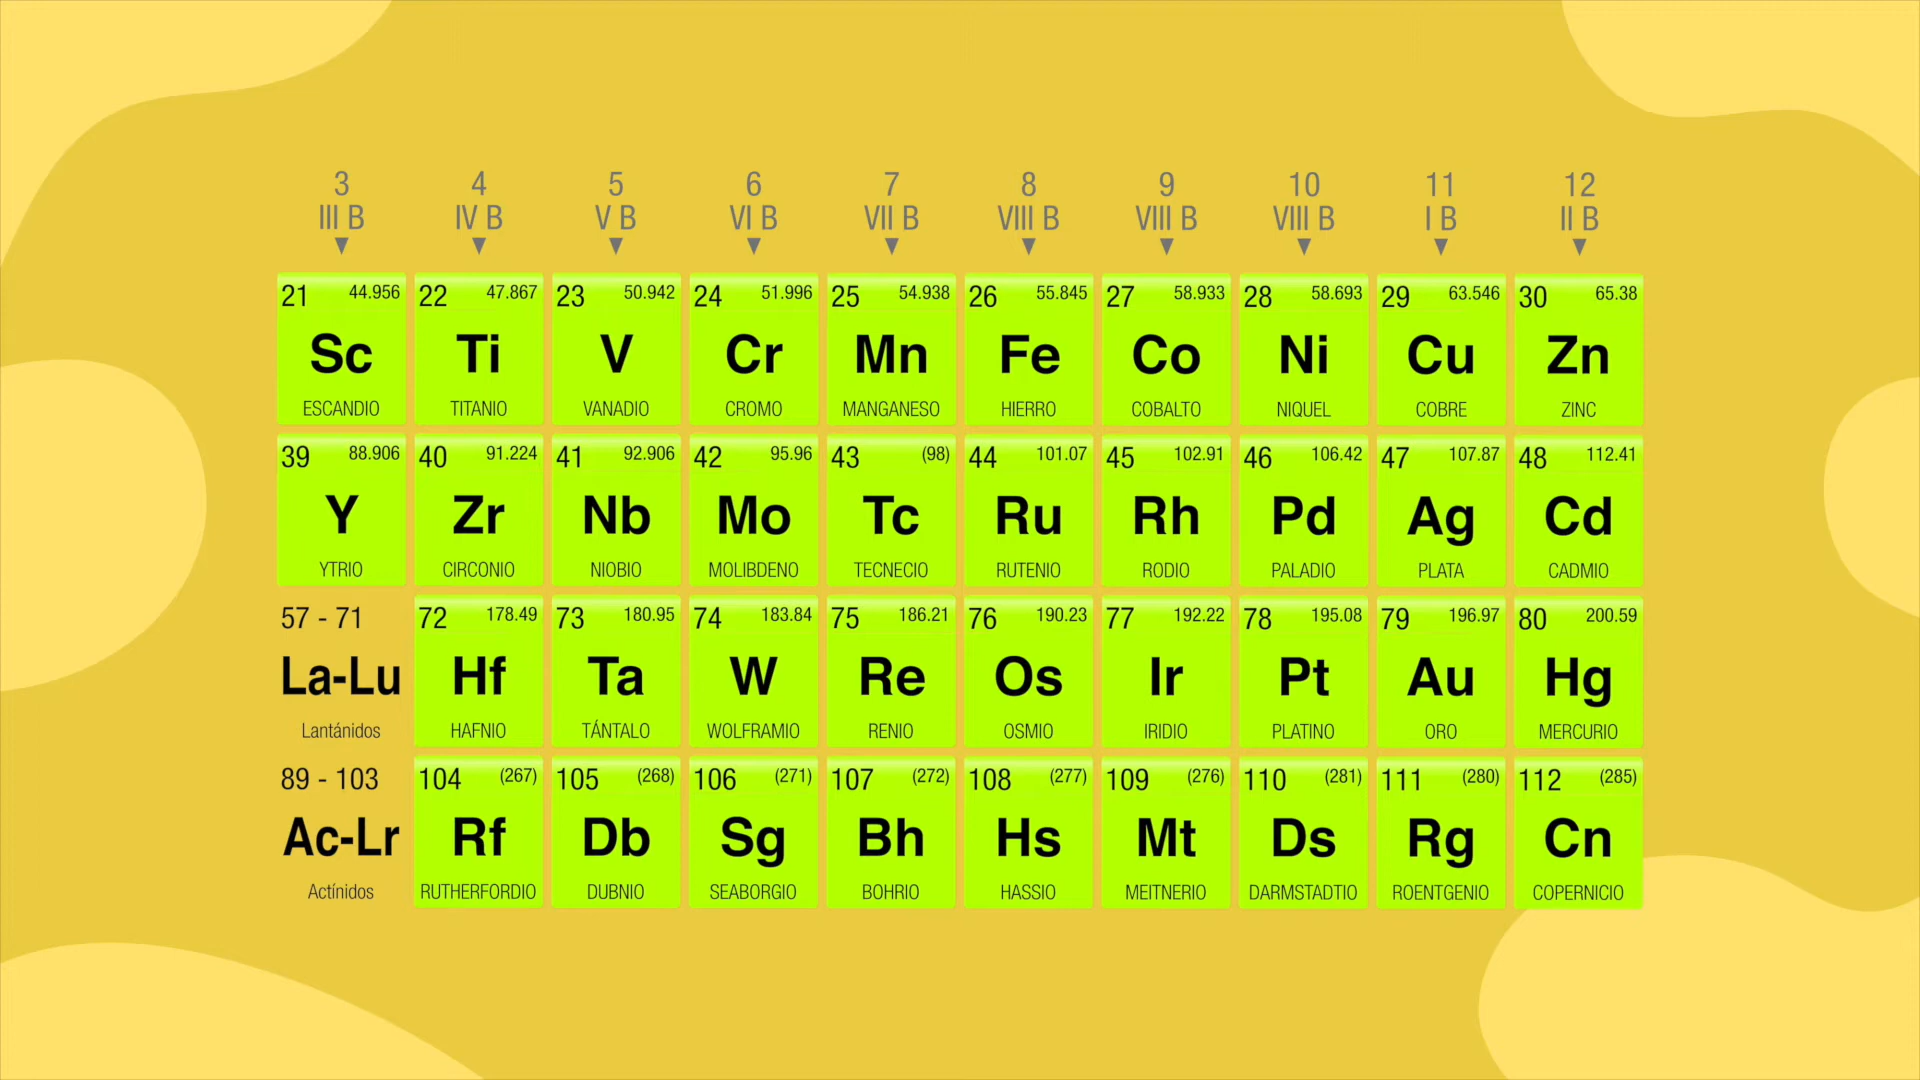 3 4 5 6 7 8 9 10 11 12
III B IV B V B VI B VII B VIII B VIII B VIII B I B II B
21 44.956 22 47.867 23 50.942 24 51.996 25 54.938 26 55.845 27 58.933 28 58.693 29 63.546 30 65.38
Sc Ti V Cr Mn Fe Co Ni Cu Zn
ESCANDIO TITANIO VANADIO CROMO MANGANESO HIERRO COBALTO NIQUEL COBRE ZINC
39 88.906 40 91.224 41 92.906 42 95.96 43 (98) 44 101.07 45 102.91 46 106.42 47 107.87 48 112.41
Y Zr Nb Mo Tc Ru Rh Pd Ag Cd
YTRIO CIRCONIO NIOBIO MOLIBDENO TECNECIO RUTENIO RODIO PALADIO PLATA CADMIO
57 - 71 72 178.49 73 180.95 74 183.84 75 186.21 76 190.23 77 192.22 78 195.08 79 196.97 80 200.59
La-Lu Hf Ta W Re Os Ir Pt Au Hg
Lantánidos HAFNIO TÁNTALO WOLFRAMIO RENIO OSMIO IRIDIO PLATINO ORO MERCURIO
89 - 103 104 (267) 105 (268) 106 (271) 107 (272) 108 (277) 109 (276) 110 (281) 111 (280) 112 (285)
Ac-Lr Rf Db Sg Bh Hs Mt Ds Rg Cn
Actínidos RUTHERFORDIO DUBNIO SEABORGIO BOHRIO HASSIO MEITNERIO DARMSTADTIO ROENTGENIO COPERNICIO